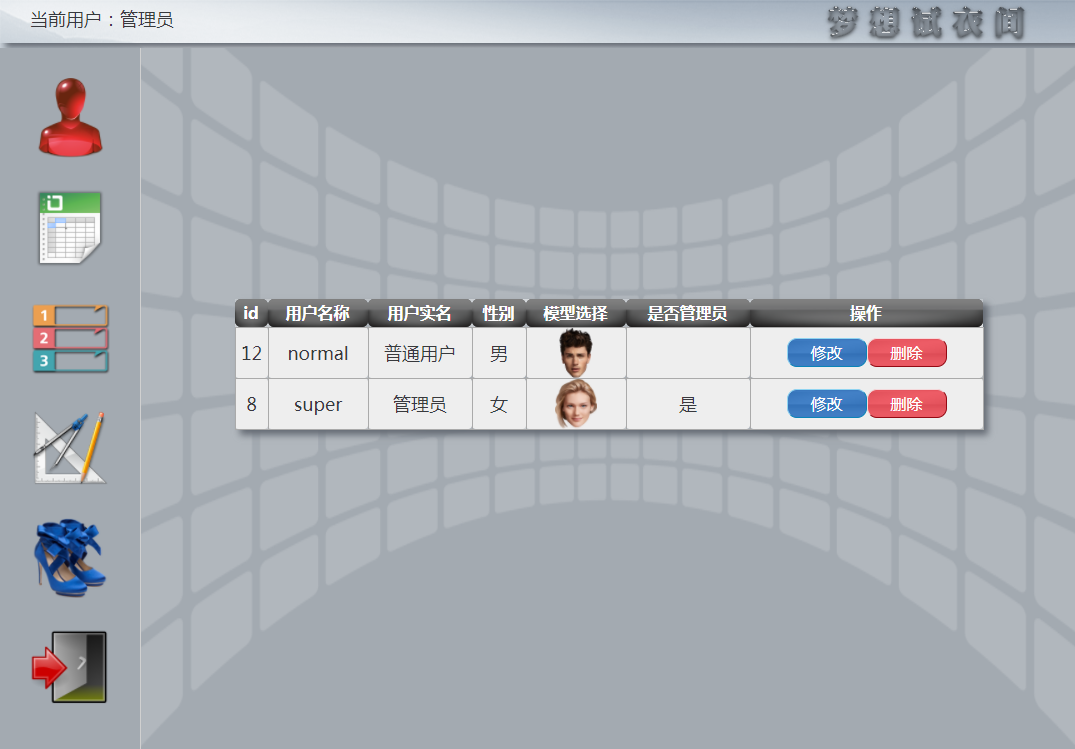 当前用户：管理员
梦想试衣间
1
2
3
id 用户名称 用户实名 性别 模型选择 是否管理员 操作
12 normal 普通用户 男 修改 删除
8 super 管理员 女 是 修改 删除